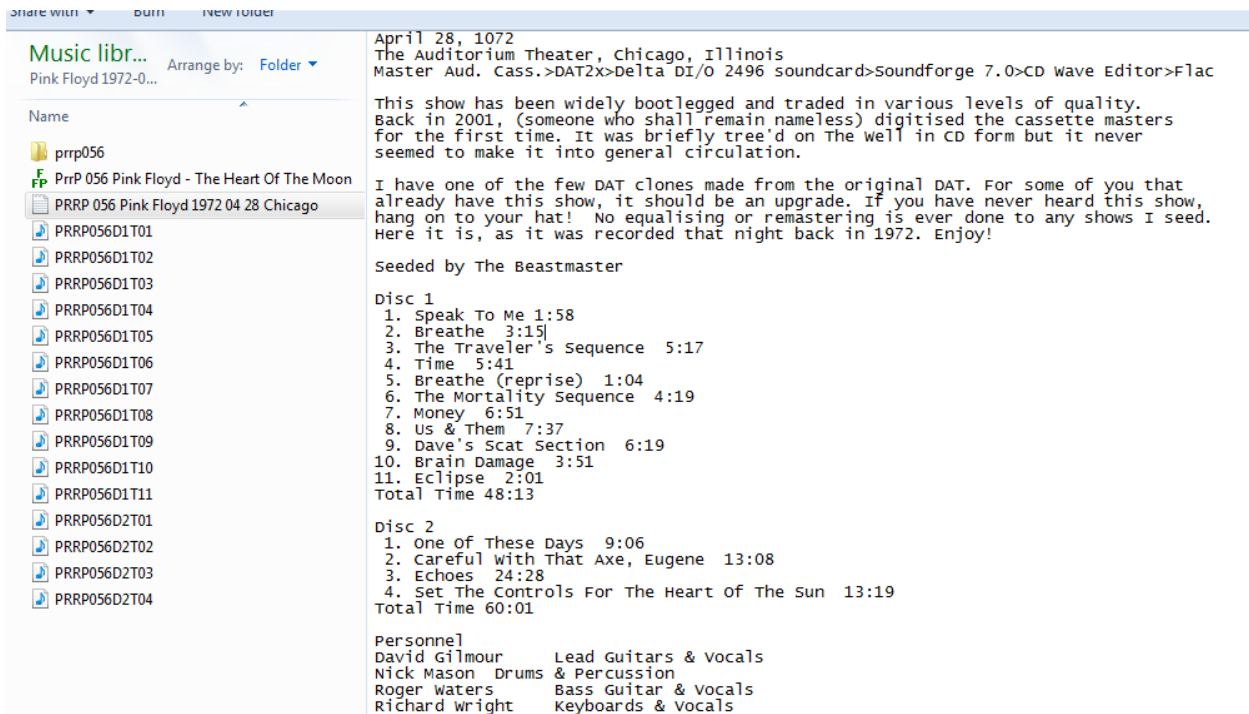 Share with
Burn
New folder
Music libr...
Pink Floyd 1972-0...
Arrange by: Folder
Name
prrp056
PrrP 056 Pink Floyd - The Heart Of The Moon
PRRP 056 Pink Floyd 1972 04 28 Chicago
PRRP056D1T01
PRRP056D1T02
PRRP056D1T03
PRRP056D1T04
PRRP056D1T05
PRRP056D1T06
PRRP056D1T07
PRRP056D1T08
PRRP056D1T09
PRRP056D1T10
PRRP056D1T11
PRRP056D2T01
PRRP056D2T02
PRRP056D2T03
PRRP056D2T04
April 28, 1072
The Auditorium Theater, Chicago, Illinois
Master Aud. Cass.>DAT2x>Delta DI/O 2496 soundcard>Soundforge 7.0>CD Wave Editor>Flac
This show has been widely bootlegged and traded in various levels of quality.
Back in 2001, (someone who shall remain nameless) digitised the cassette masters
for the first time. It was briefly tree'd on The Well in CD form but it never
seemed to make it into general circulation.
I have one of the few DAT clones made from the original DAT. For some of you that
already have this show, it should be an upgrade. If you have never heard this show,
hang on to your hat!  No equalising or remastering is ever done to any shows I seed.
Here it is, as it was recorded that night back in 1972. Enjoy!
Seeded by The Beastmaster
Disc 1
1. Speak To Me 1:58
2. Breathe  3:15
3. The Traveler's Sequence  5:17
4. Time  5:41
5. Breathe (reprise)  1:04
6. The Mortality Sequence  4:19
7. Money  6:51
8. Us & Them  7:37
9. Dave's Scat Section  6:19
10. Brain Damage  3:51
11. Eclipse  2:01
Total Time 48:13
Disc 2
1. One Of These Days  9:06
2. Careful With That Axe, Eugene  13:08
3. Echoes  24:28
4. Set The Controls For The Heart Of The Sun  13:19
Total Time 60:01
Personnel
David Gilmour     Lead Guitars & Vocals
Nick Mason  Drums & Percussion
Roger Waters      Bass Guitar & Vocals
Richard Wright    Keyboards & Vocals